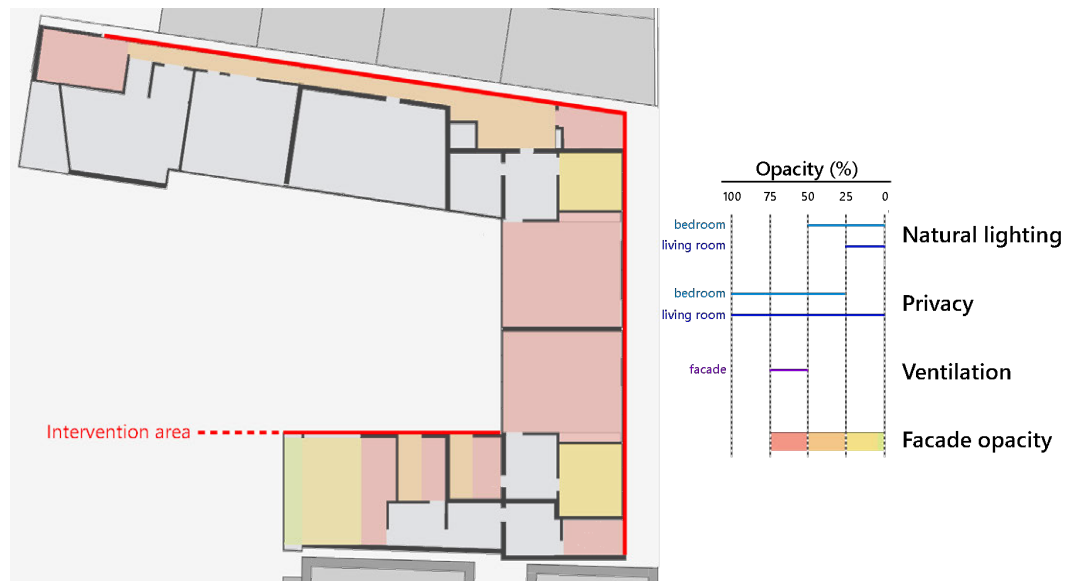 Opacity (%)
100 75 50 25 0
bedroom
living room
Natural lighting
bedroom
living room
Privacy
facade
Ventilation
Intervention area
Facade opacity